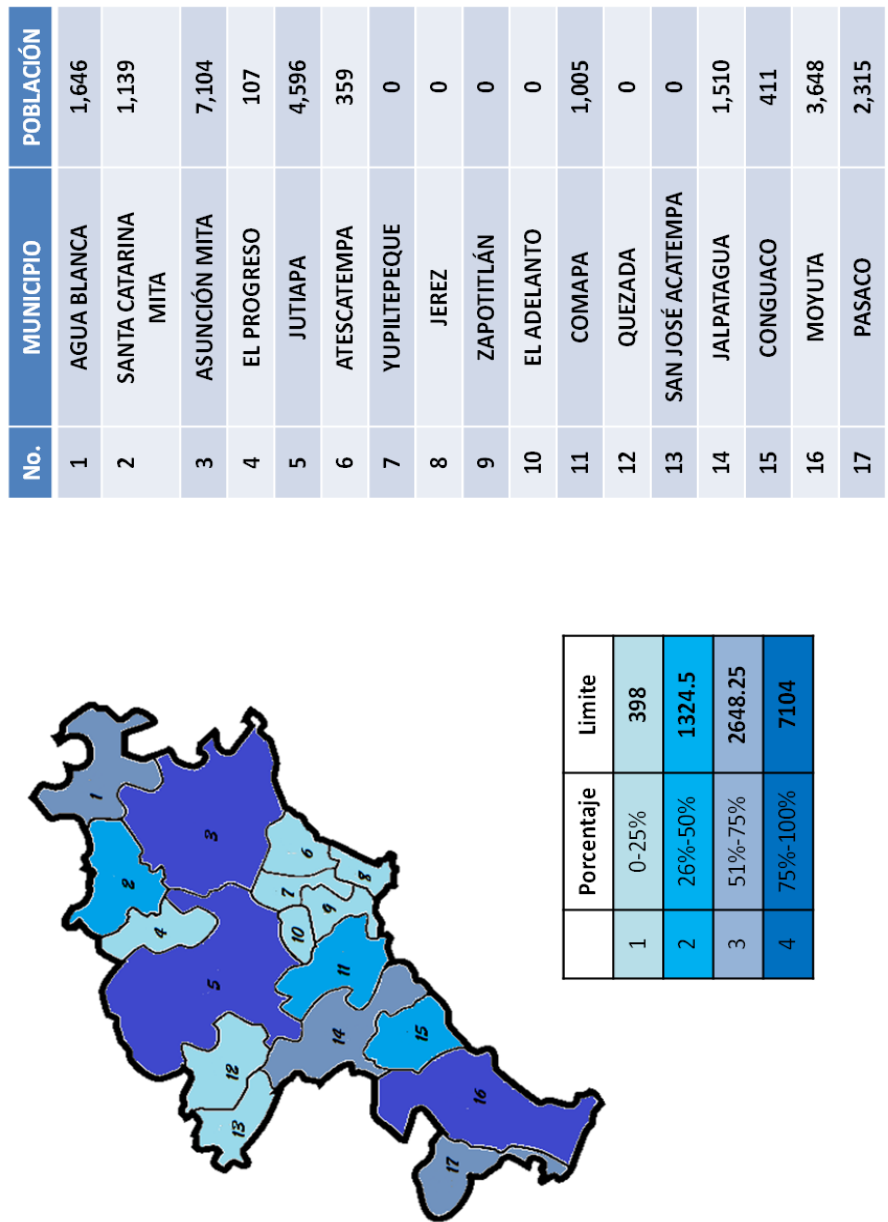 No. MUNICIPIO POBLACIÓN
1 AGUA BLANCA 1,646
2 SANTA CATARINA MITA 1,139
3 ASUNCIÓN MITA 7,104
4 EL PROGRESO 107
5 JUTIAPA 4,596
6 ATESCATEMPA 359
7 YUPILTEPEQUE 0
8 JEREZ 0
9 ZAPOTITLÁN 0
10 EL ADELANTO 0
11 COMAPA 1,005
12 QUEZADA 0
13 SAN JOSÉ ACATEMPA 0
14 JALPATAGUA 1,510
15 CONGUACO 411
16 MOYUTA 3,648
17 PASACO 2,315
1
2
3
4
5
6
7
8
9
10
11
12
13
14
15
16
17
Porcentaje Limite
1 0-25% 398
2 26%-50% 1324.5
3 51%-75% 2648.25
4 75%-100% 7104